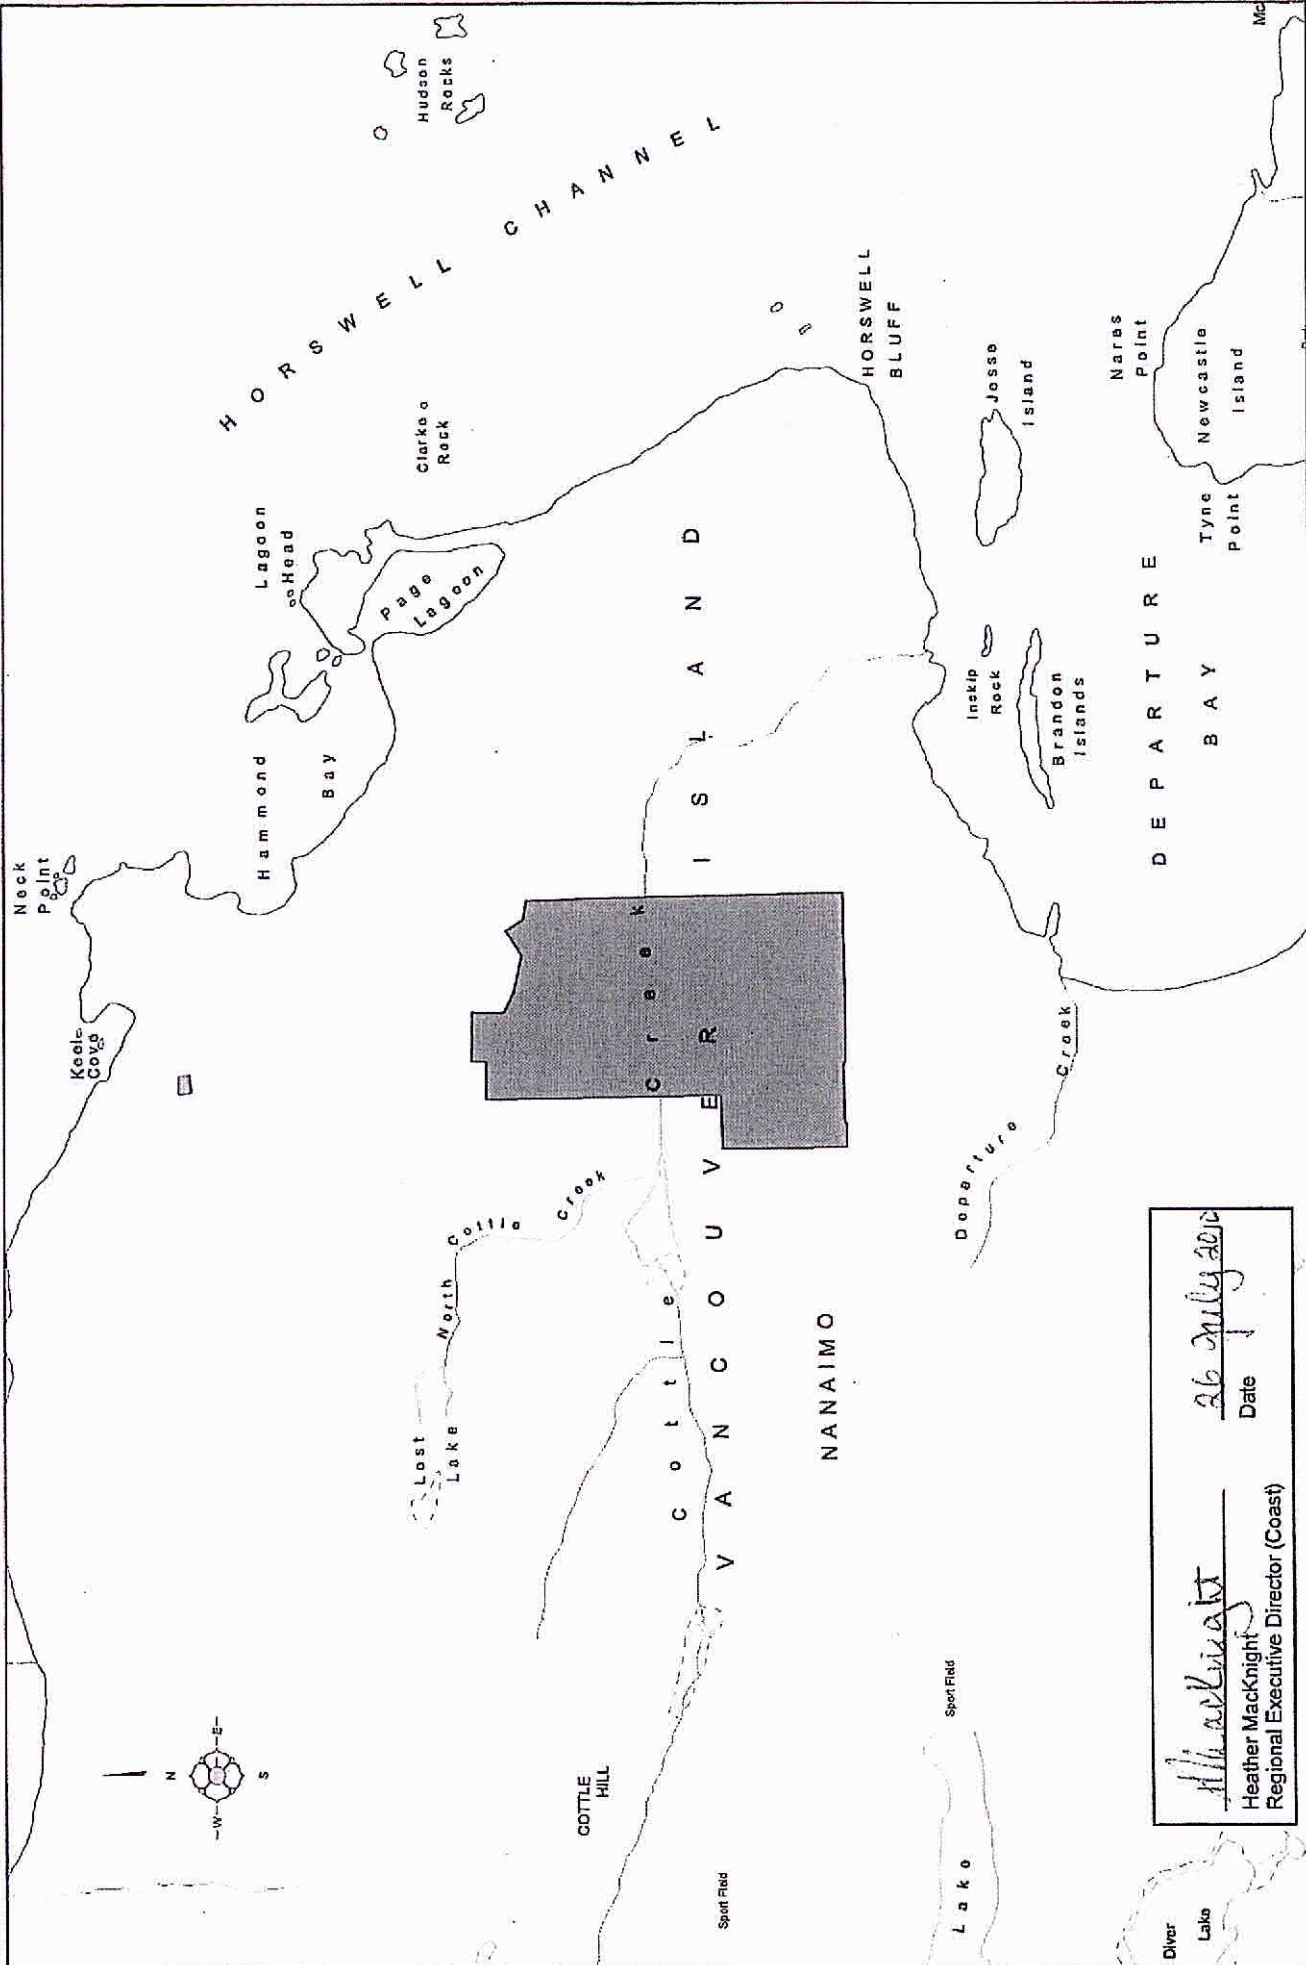 Neck
Point
Keel
Cove
Hammond
Bay
Lagoon
Head
Page
Lagoon
HORSWELL CHANNEL
Hudson
Rocks
Clarke
Rock
N
W
E
S
Lost
Lake
North Cottle Creek
COTTLE
HILL
Cottle Creek
VANCOUVER ISLAND
Sport Field
NANAIMO
HORSWELL
BLUFF
Sport Field
Lake
Departure Creek
Inskip
Rock
Brandon
Islands
Jesse
Island
DEPARTURE
BAY
Nares
Point
Newcastle
Island
Tyne
Point
Mc
Diver
Lake
HMacKnight
26 July 2010
Heather MacKnight
Date
Regional Executive Director (Coast)